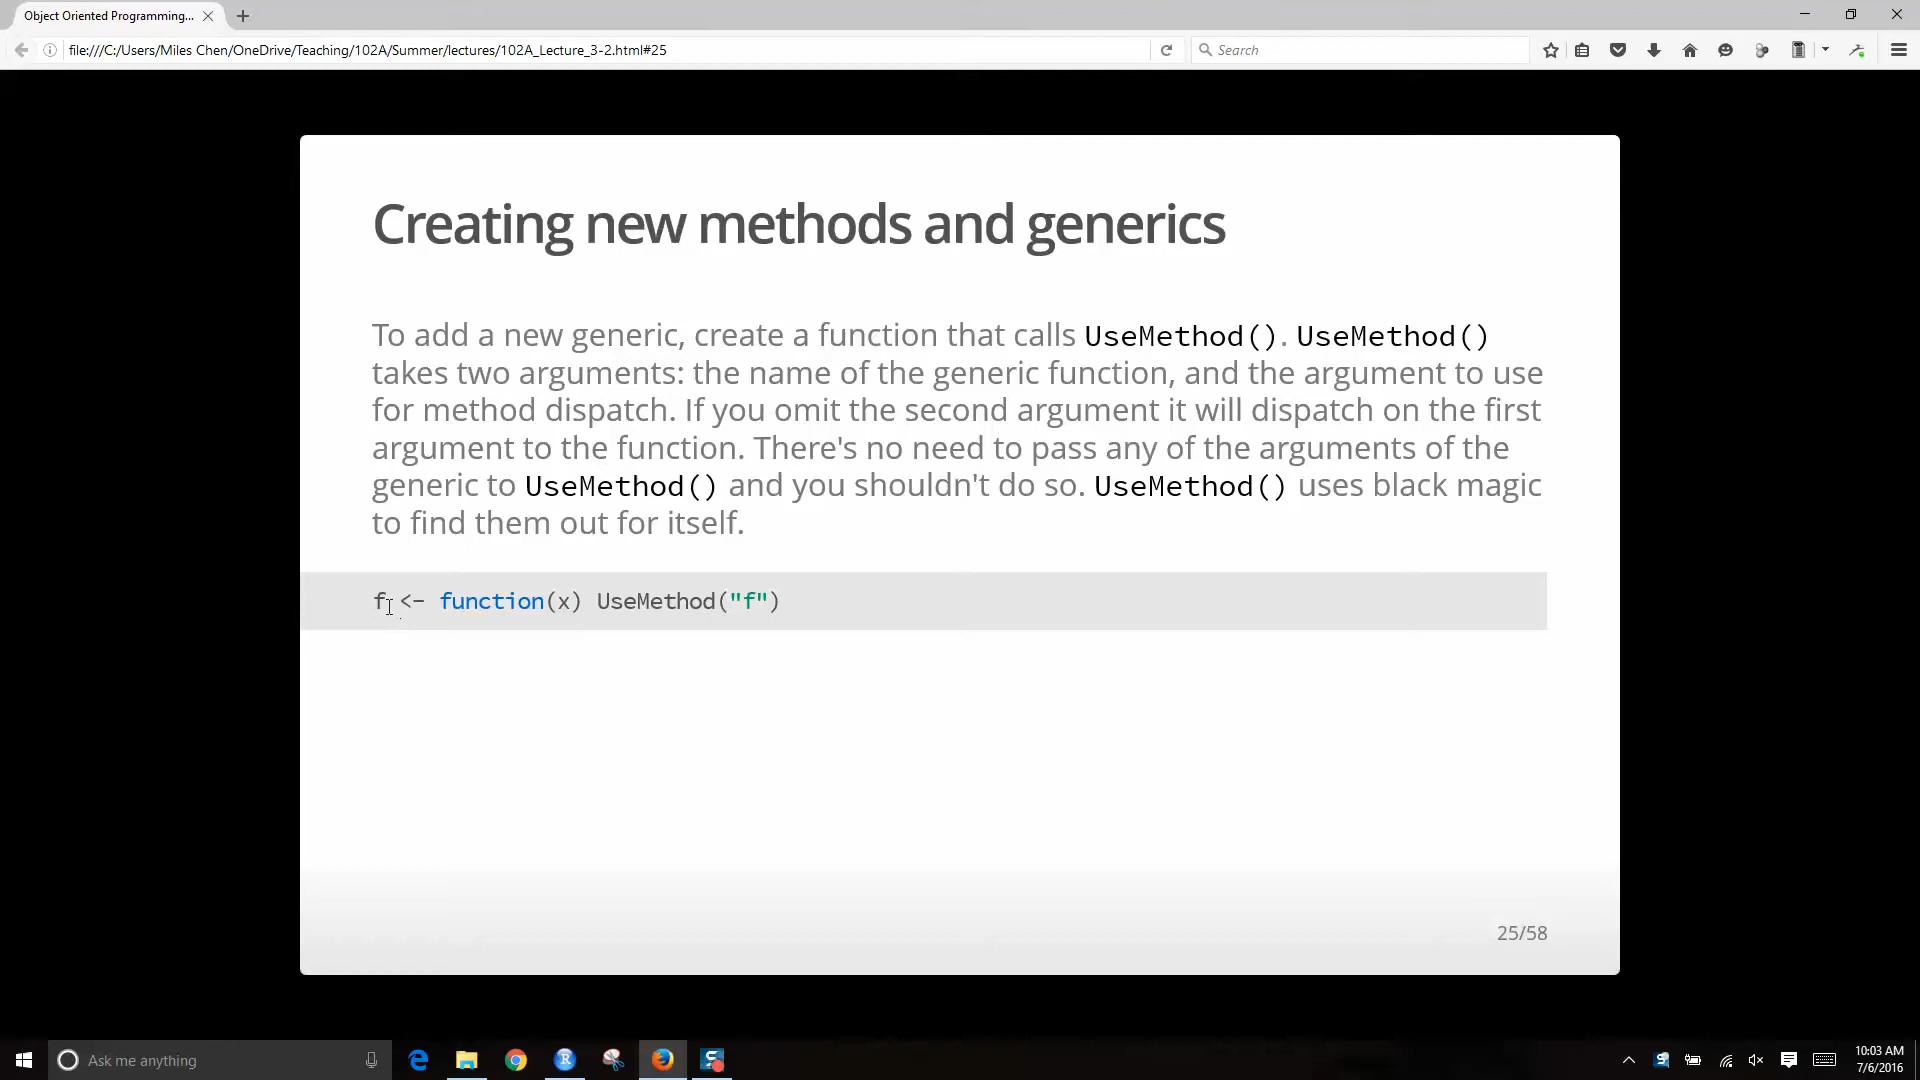 Object Oriented Programming...
file:///C:/Users/Miles Chen/OneDrive/Teaching/102A/Summer/lectures/102A_Lecture_3-2.html#25
Search
Creating new methods and generics
To add a new generic, create a function that calls UseMethod(). UseMethod()
takes two arguments: the name of the generic function, and the argument to use
for method dispatch. If you omit the second argument it will dispatch on the first
argument to the function. There's no need to pass any of the arguments of the
generic to UseMethod() and you shouldn't do so. UseMethod() uses black magic
to find them out for itself.
f <- function(x) UseMethod("f")
25/58
Ask me anything
10:03 AM
7/6/2016